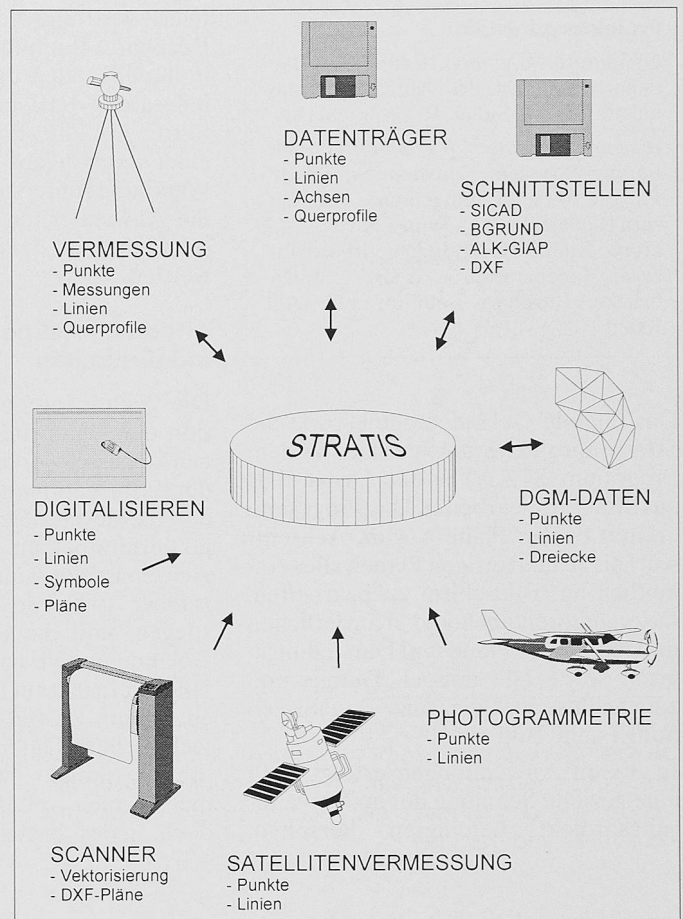 DATENTRÄGER
- Punkte
- Linien
- Achsen
- Querprofile
SCHNITTSTELLEN
- SICAD
- BGRUND
- ALK-GIAP
- DXF
VERMESSUNG
- Punkte
- Messungen
- Linien
- Querprofile
STRATIS
DIGITALISIEREN
- Punkte
- Linien
- Symbole
- Pläne
DGM-DATEN
- Punkte
- Linien
- Dreiecke
PHOTOGRAMMETRIE
- Punkte
- Linien
SCANNER
- Vektorisierung
- DXF-Pläne
SATELLITENVERMESSUNG
- Punkte
- Linien